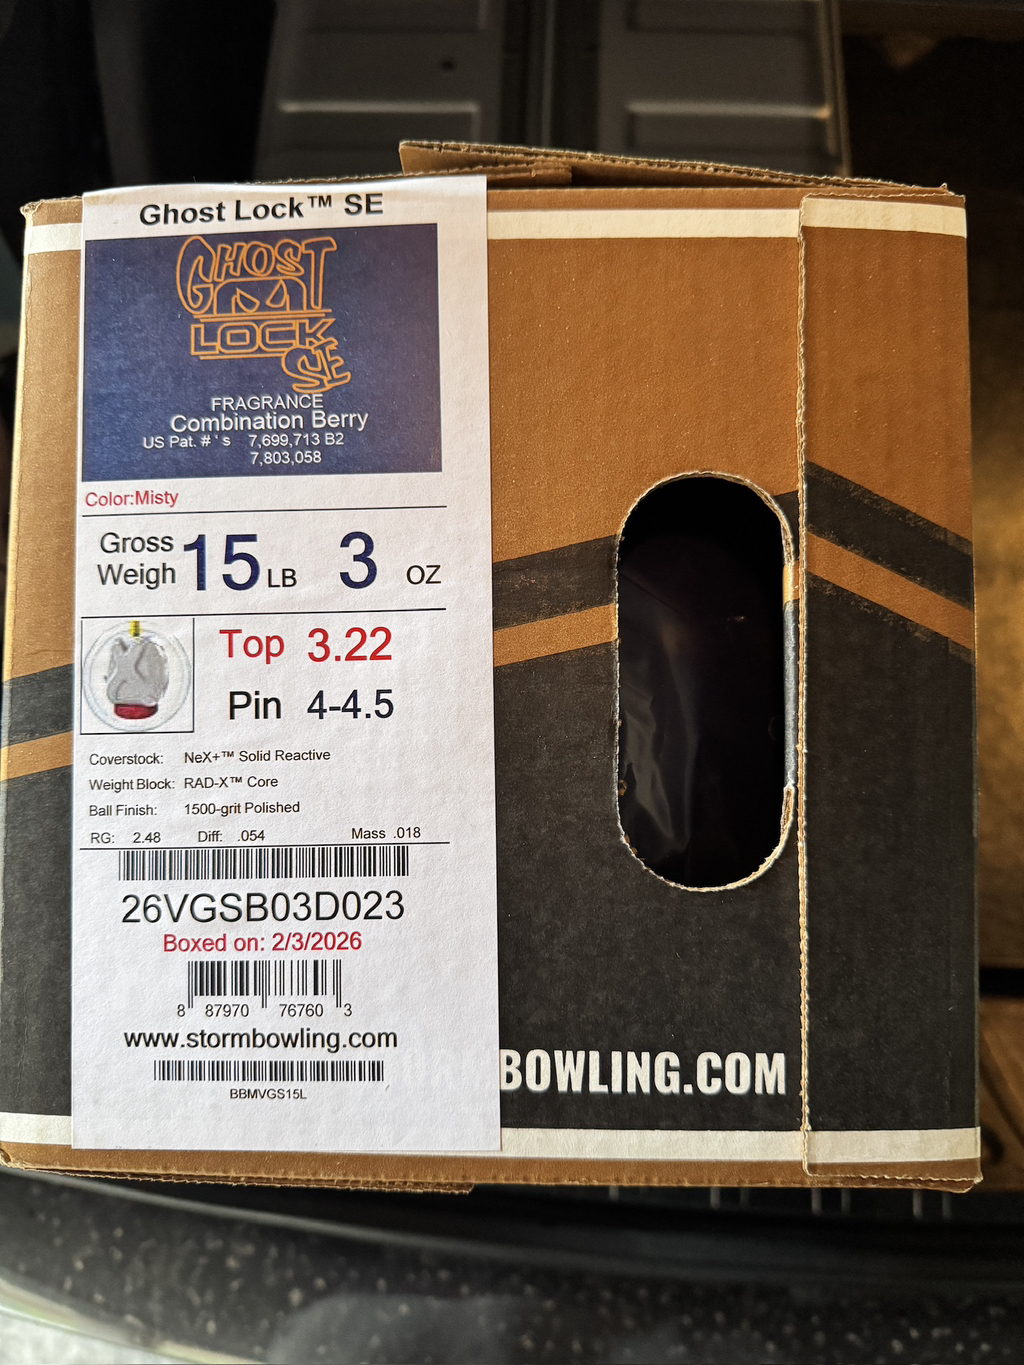 Ghost Lock™ SE
GHOST
LOCK
SE
FRAGRANCE
Combination Berry
US Pat. #'s 7,699,713 B2
7,803,058
Color:Misty
Gross
Weigh
15 LB 3 OZ
Top 3.22
Pin 4-4.5
Coverstock: NeX+™ Solid Reactive
Weight Block: RAD-X™ Core
Ball Finish: 1500-grit Polished
RG: 2.48 Diff: .054 Mass .018
26VGSB03D023
Boxed on: 2/3/2026
8 87970 76760 3
www.stormbowling.com
BBMVGS15L
BOWLING.COM